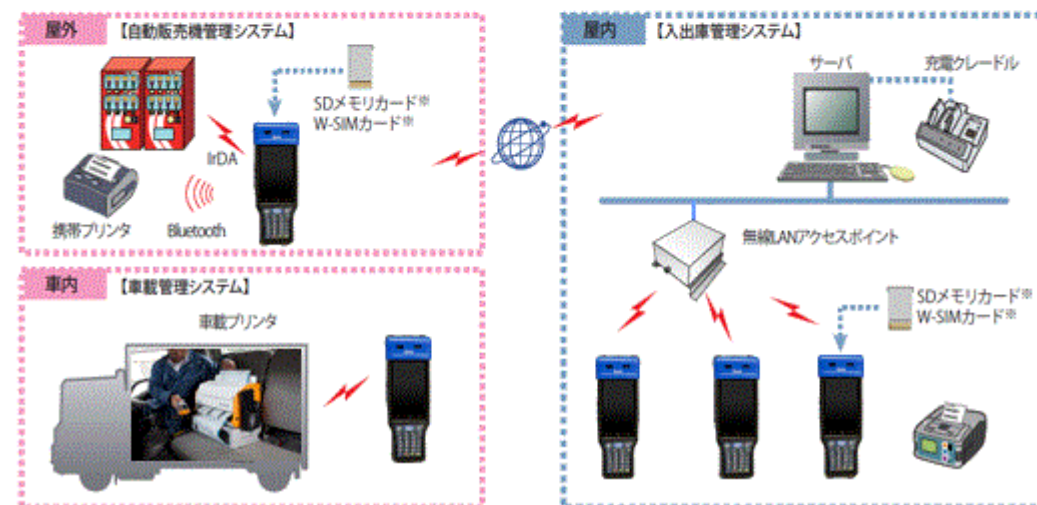 屋外
【自動販売機管理システム】
SDメモリカード※
W-SIMカード※
IrDA
携帯プリンタ
Bluetooth
車内
【車載管理システム】
車載プリンタ
屋内
【入出庫管理システム】
サーバ
充電クレードル
無線LANアクセスポイント
SDメモリカード※
W-SIMカード※